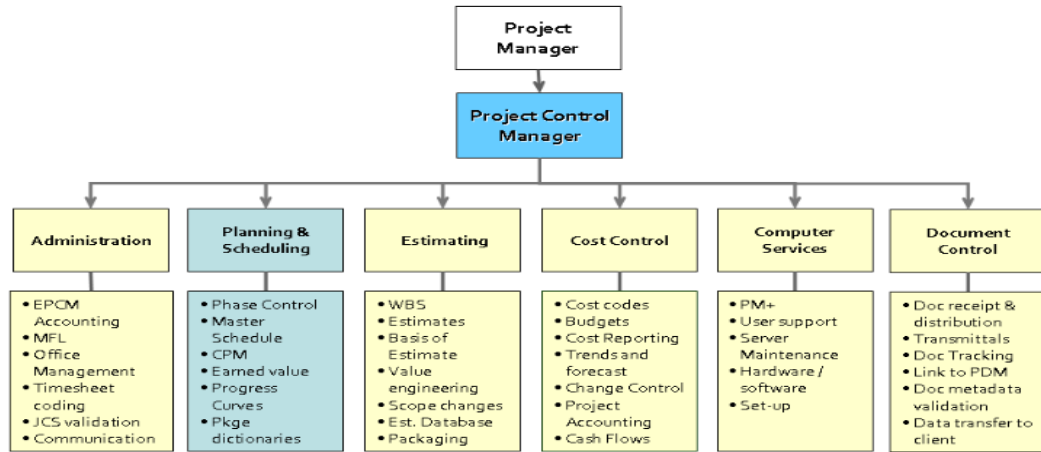 Project
Manager
Project Control
Manager
Administration
Planning &
Scheduling
Estimating
Cost Control
Computer
Services
Document
Control
• EPCM
Accounting
• MFL
• Office
Management
• Timesheet
coding
• JCS validation
• Communication
• Phase Control
• Master
Schedule
• CPM
• Earned value
• Progress
Curves
• Pkge
dictionaries
• WBS
• Estimates
• Basis of
Estimate
• Value
engineering
• Scope changes
• Est. Database
• Packaging
• Cost codes
• Budgets
• Cost Reporting
• Trends and
forecast
• Change Control
• Project
Accounting
• Cash Flows
• PM+
• User support
• Server
Maintenance
• Hardware /
software
• Set-up
• Doc receipt &
distribution
• Transmittals
• Doc Tracking
• Link to PDM
• Doc metadata
validation
• Data transfer to
client